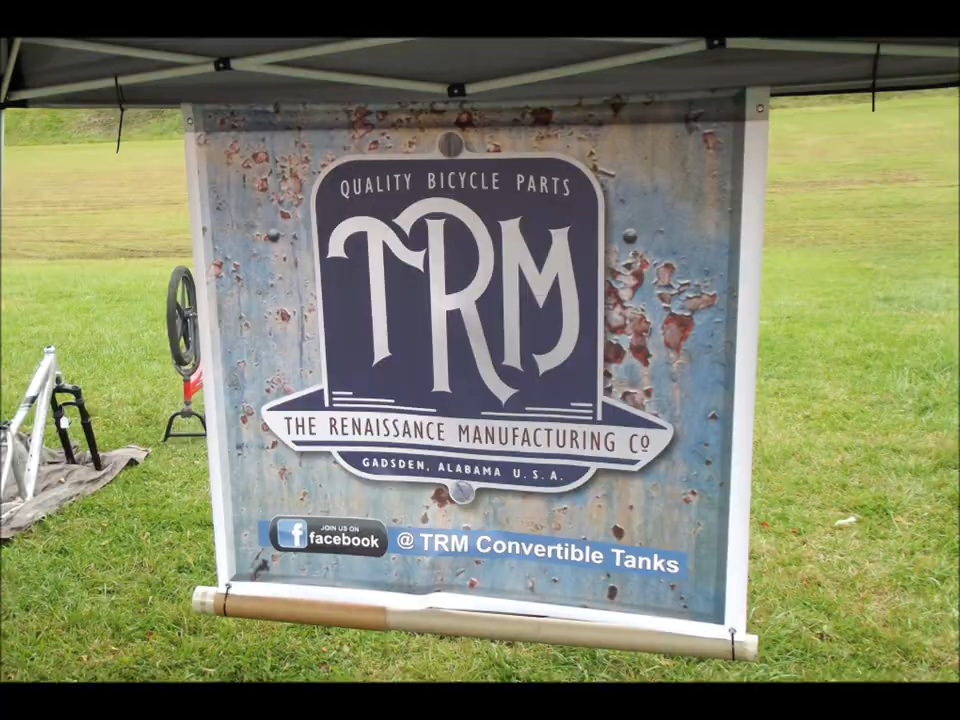 QUALITY BICYCLE PARTS
TRM
THE RENAISSANCE MANUFACTURING Cº
GADSDEN, ALABAMA U.S.A.
JOIN US ON
f facebook @ TRM Convertible Tanks